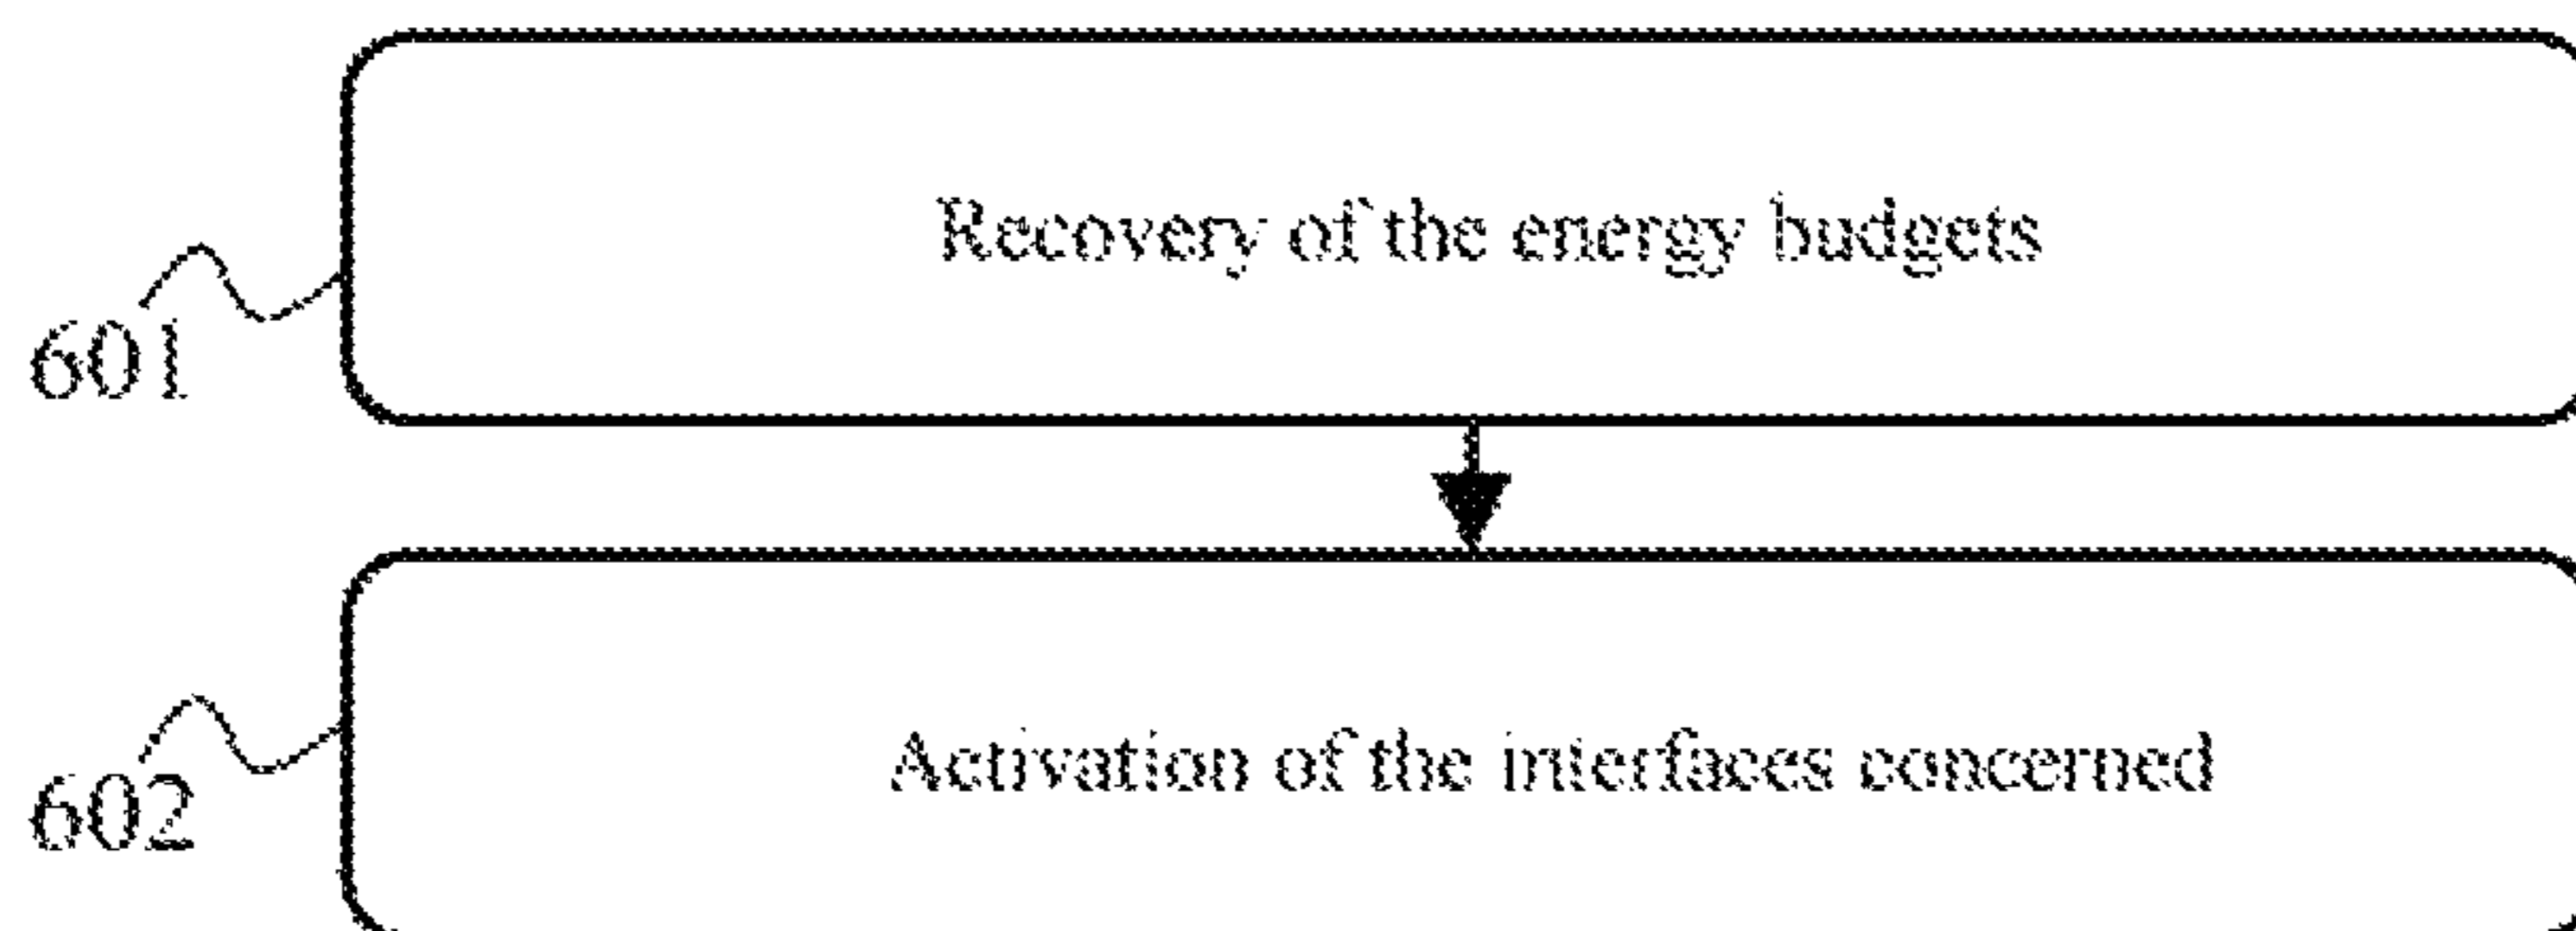 Recovery of the energy budgets
601
Activation of the interfaces concerned
602